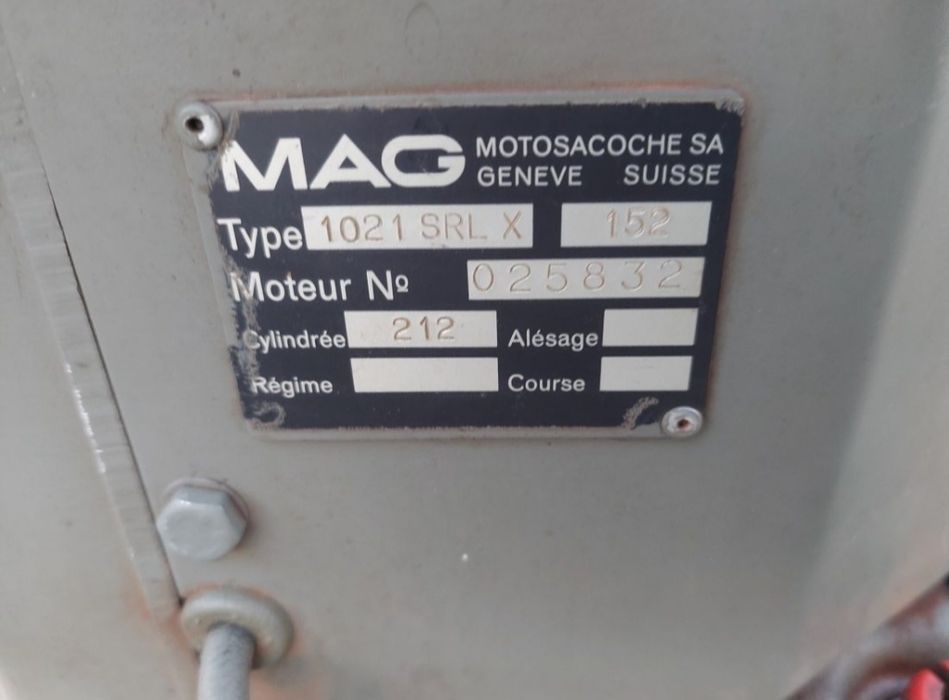 MAG MOTOSACOCHE SA
GENEVE SUISSE
Type 1021 SRL X 152
Moteur Nº 025832
Cylindrée 212 Alésage
Régime Course